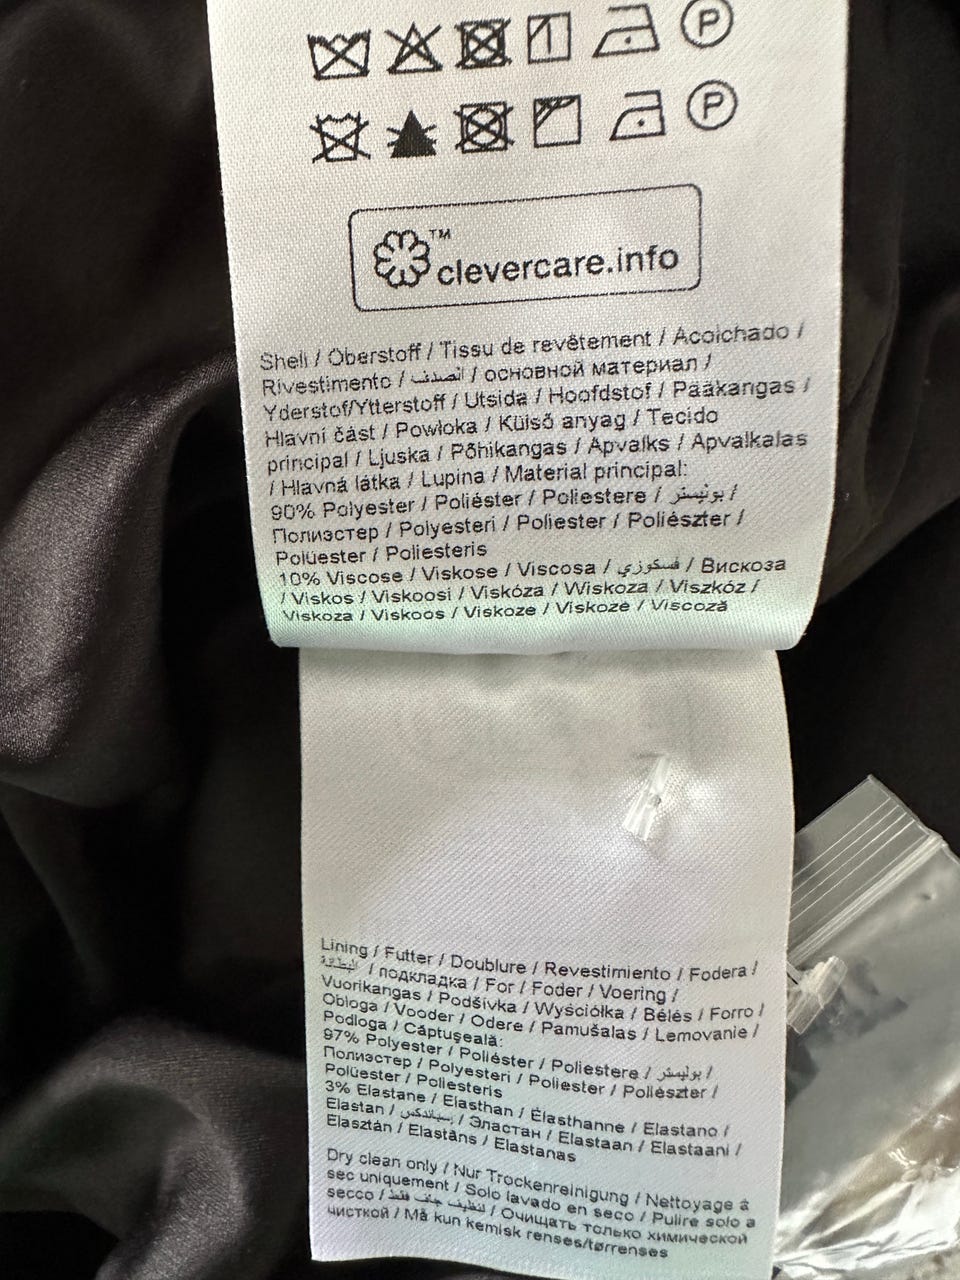 P
P
™
clevercare.info
Shell / Oberstoff / Tissu de revêtement / Acolchado /
Rivestimento / الصدف / основной материал /
Yderstof/Ytterstoff / Utsida / Hoofdstof / Pääkangas /
Hlavní část / Powłoka / Külső anyag / Tecido
principal / Ljuska / Põhikangas / Apvalks / Apvalkalas
/ Hlavná látka / Lupina / Material principal:
90% Polyester / Poliéster / Poliestere / بوليستر /
Полиэстер / Polyesteri / Poliester / Poliészter /
Polüester / Poliesteris
10% Viscose / Viskose / Viscosa / فسكوزي / Вискоза
/ Viskos / Viskoosi / Viskóza / Wiskoza / Viszkóz /
Viskoza / Viskoos / Viskoze / Viskozė / Viscoză
Lining / Futter / Doublure / Revestimiento / Fodera /
البطانة / подкладка / For / Foder / Voering /
Vuorikangas / Podšívka / Wyściółka / Bélés / Forro /
Obloga / Vooder / Odere / Pamušalas / Lemovanie /
Podloga / Căptușeală:
97% Polyester / Poliéster / Poliestere / بوليستر /
Полиэстер / Polyesteri / Poliester / Poliészter /
Polüester / Poliesteris
3% Elastane / Elasthan / Élasthanne / Elastano /
Elastan / إسباندكس / Эластан / Elastaan / Elastaani /
Elasztán / Elastāns / Elastanas
Dry clean only / Nur Trockenreinigung / Nettoyage à
sec uniquement / Solo lavado en seco / Pulire solo a
secco / تنظيف جاف فقط / Очищать только химической
чисткой / Må kun kemisk renses/tørrenses